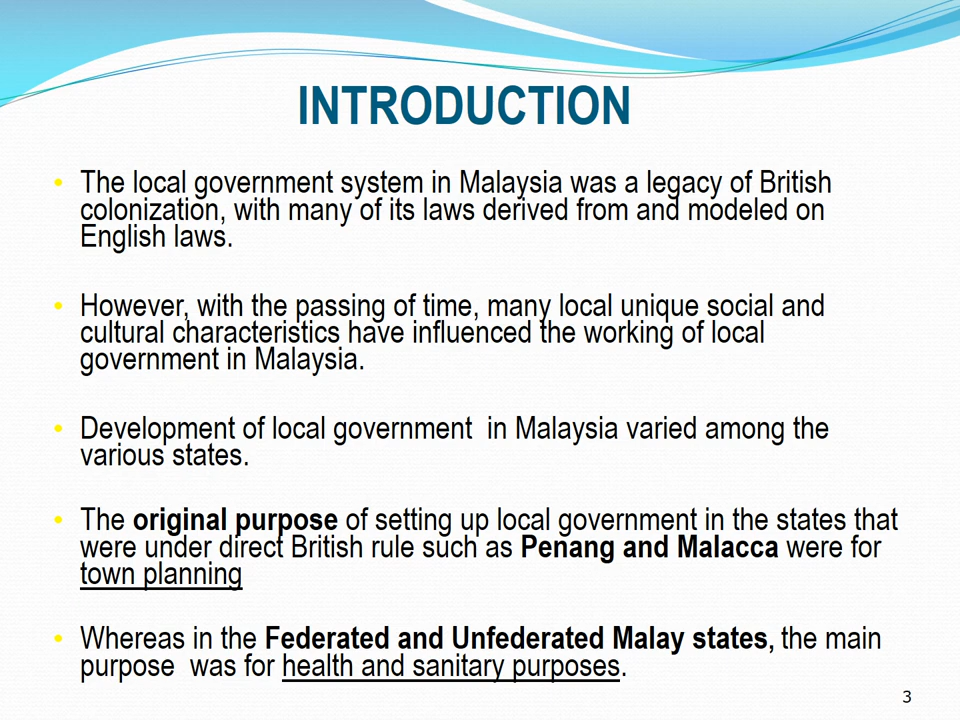 INTRODUCTION
• The local government system in Malaysia was a legacy of British
colonization, with many of its laws derived from and modeled on
English laws.
• However, with the passing of time, many local unique social and
cultural characteristics have influenced the working of local
government in Malaysia.
• Development of local government  in Malaysia varied among the
various states.
• The original purpose of setting up local government in the states that
were under direct British rule such as Penang and Malacca were for
town planning
• Whereas in the Federated and Unfederated Malay states, the main
purpose  was for health and sanitary purposes.
3